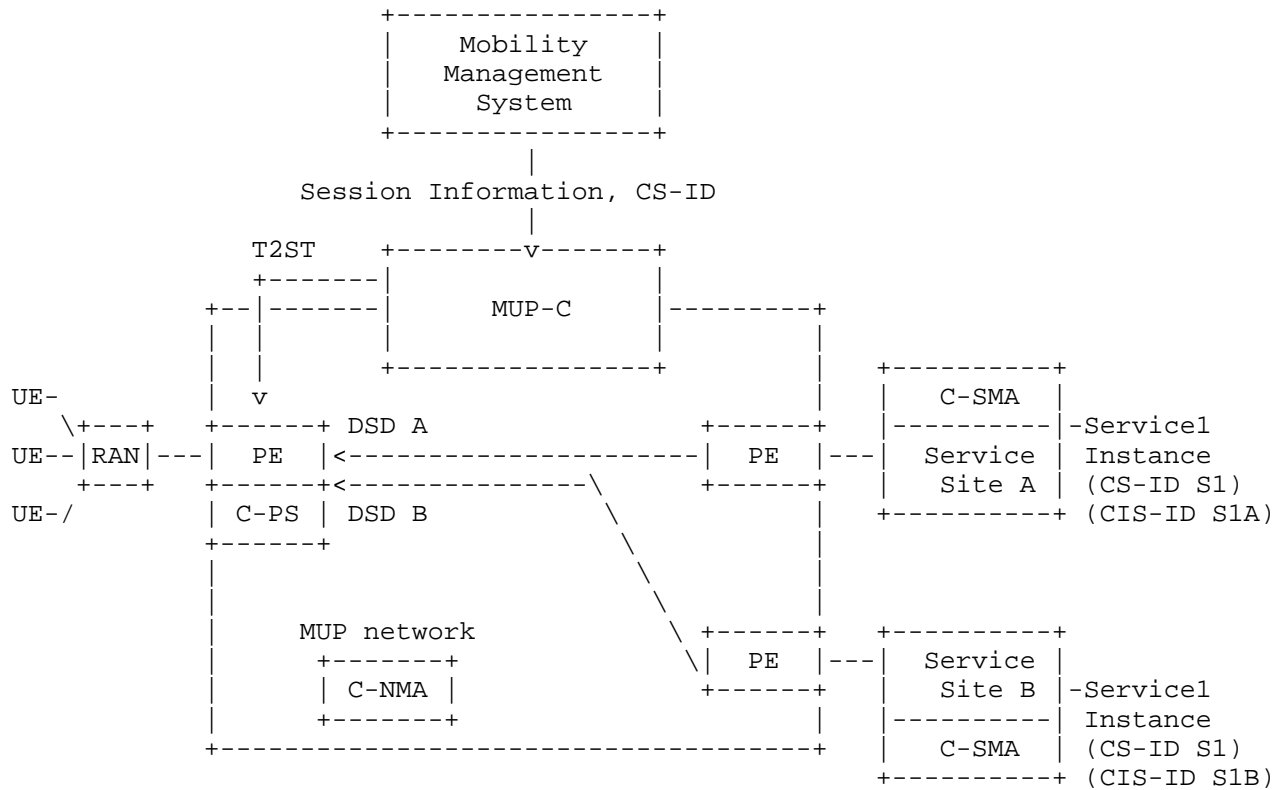 Mobility
Management
System
Session Information, CS-ID
T2ST
v
MUP-C
UE-
v
C-SMA
DSD A
-Service1
UE--
RAN
PE
PE
Service
Instance
Site A
(CS-ID S1)
UE-/
C-PS
DSD B
(CIS-ID S1A)
MUP network
PE
Service
C-NMA
Site B
-Service1
Instance
C-SMA
(CS-ID S1)
(CIS-ID S1B)